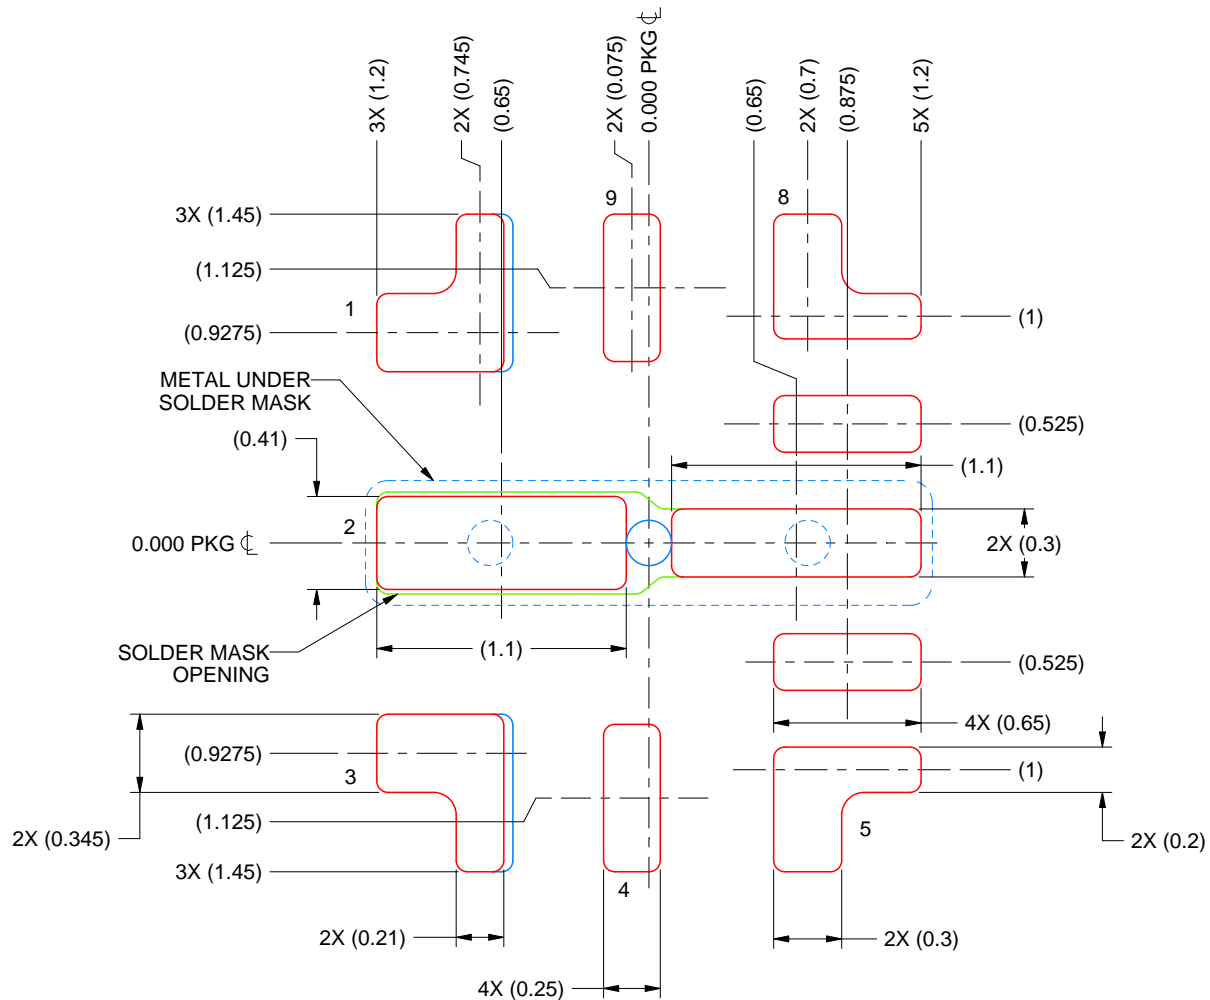 3X (1.2)
2X (0.745)
(0.65)
2X (0.075)
0.000 PKG ℄
(0.65)
2X (0.7)
(0.875)
5X (1.2)
9
8
3X (1.45)
(1.125)
1
(0.9275)
(1)
METAL UNDER
SOLDER MASK
(0.41)
(0.525)
(1.1)
2
0.000 PKG ℄
2X (0.3)
SOLDER MASK
OPENING
(1.1)
(0.525)
4X (0.65)
(0.9275)
3
(1)
(1.125)
5
2X (0.345)
2X (0.2)
3X (1.45)
4
2X (0.21)
2X (0.3)
4X (0.25)